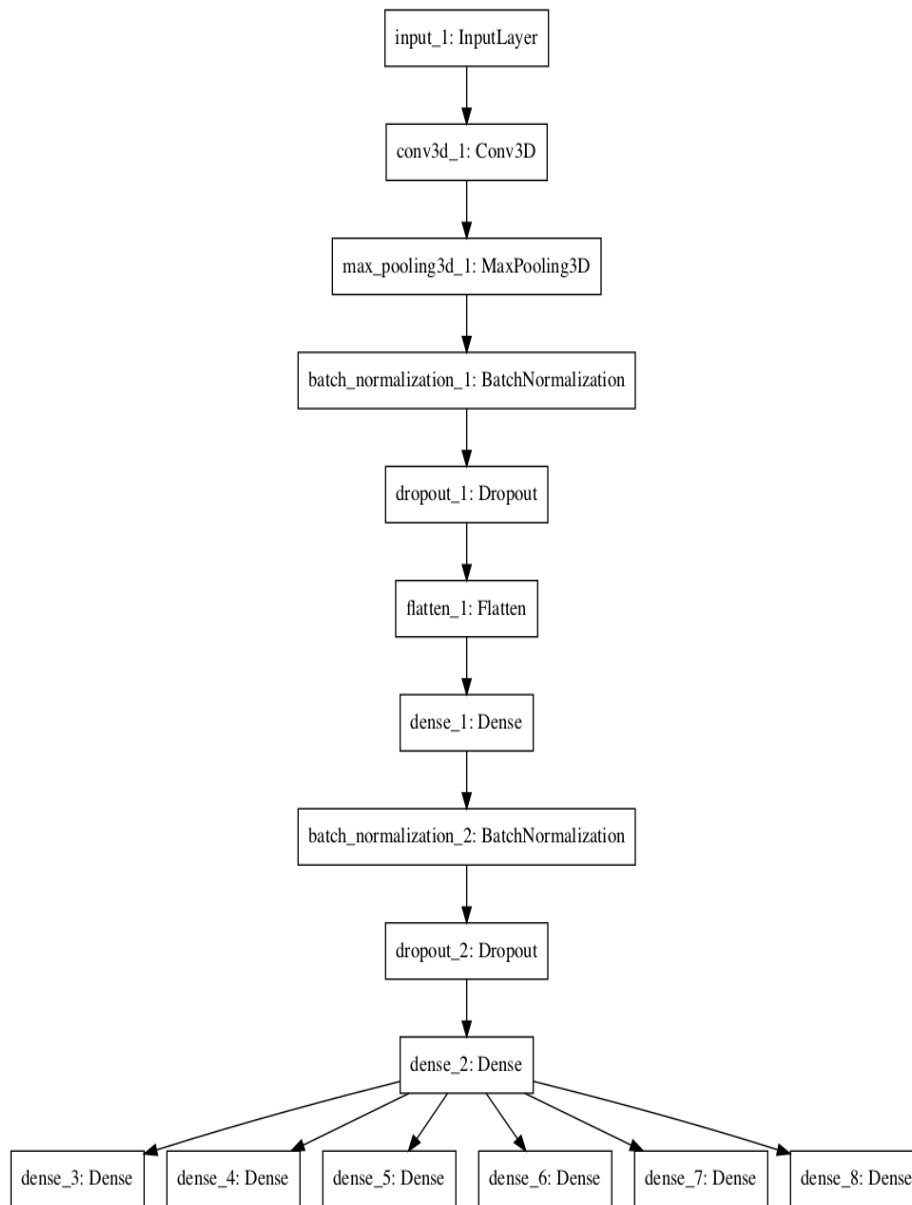 input_1: InputLayer
conv3d_1: Conv3D
max_pooling3d_1: MaxPooling3D
batch_normalization_1: BatchNormalization
dropout_1: Dropout
flatten_1: Flatten
dense_1: Dense
batch_normalization_2: BatchNormalization
dropout_2: Dropout
dense_2: Dense
dense_3: Dense
dense_4: Dense
dense_5: Dense
dense_6: Dense
dense_7: Dense
dense_8: Dense